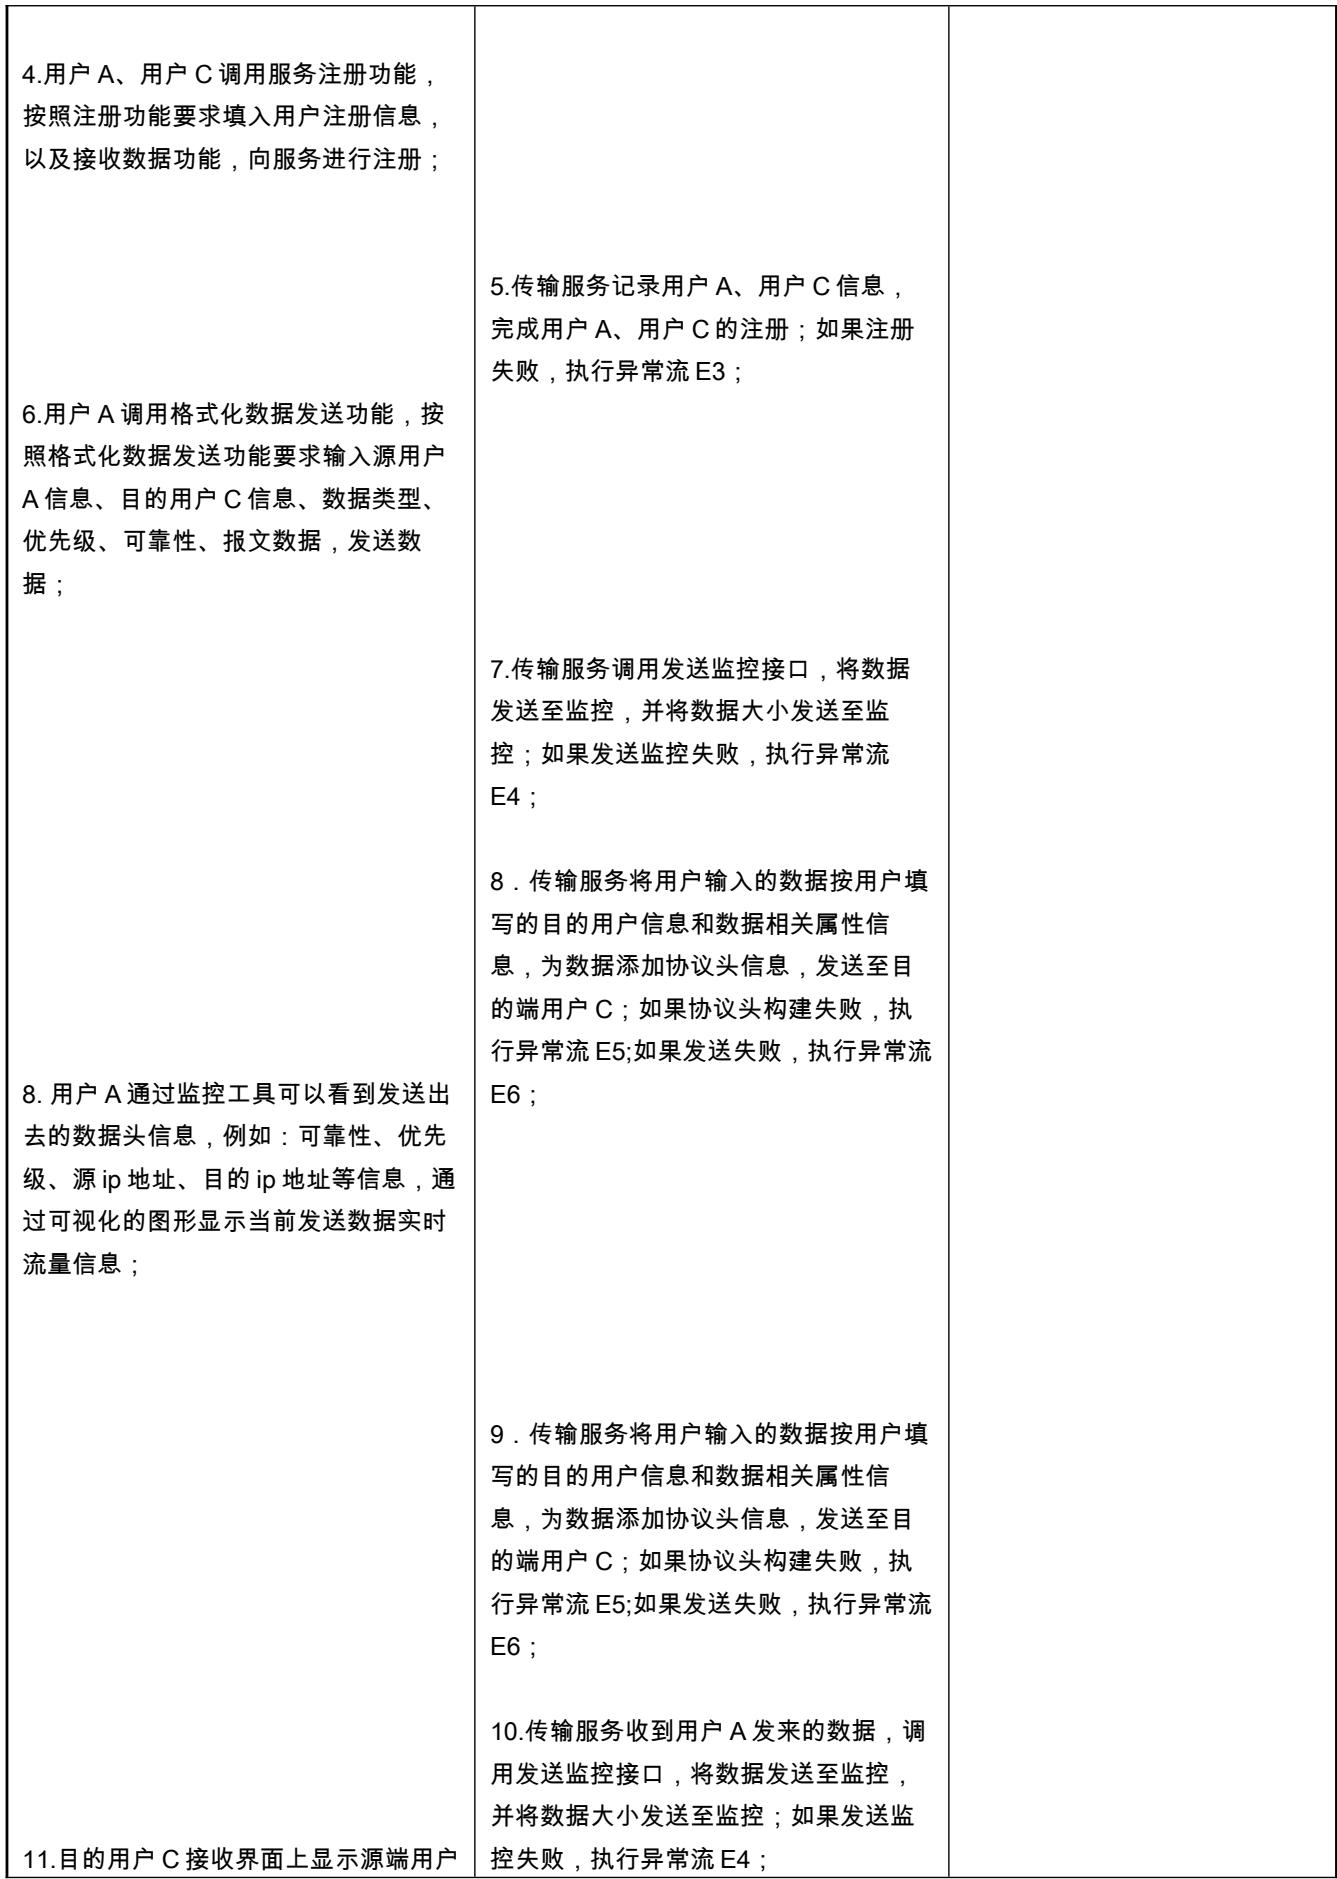 4.用户 A、用户 C 调用服务注册功能，
按照注册功能要求填入用户注册信息，
以及接收数据功能，向服务进行注册；
5.传输服务记录用户 A、用户 C 信息，
完成用户 A、用户 C 的注册；如果注册
失败，执行异常流 E3；
6.用户 A 调用格式化数据发送功能，按
照格式化数据发送功能要求输入源用户
A 信息、目的用户 C 信息、数据类型、
优先级、可靠性、报文数据，发送数
据；
7.传输服务调用发送监控接口，将数据
发送至监控，并将数据大小发送至监
控；如果发送监控失败，执行异常流
E4；
8．传输服务将用户输入的数据按用户填
写的目的用户信息和数据相关属性信
息，为数据添加协议头信息，发送至目
的端用户 C；如果协议头构建失败，执
行异常流 E5;如果发送失败，执行异常流
E6；
8. 用户 A 通过监控工具可以看到发送出
去的数据头信息，例如：可靠性、优先
级、源 ip 地址、目的 ip 地址等信息，通
过可视化的图形显示当前发送数据实时
流量信息；
9．传输服务将用户输入的数据按用户填
写的目的用户信息和数据相关属性信
息，为数据添加协议头信息，发送至目
的端用户 C；如果协议头构建失败，执
行异常流 E5;如果发送失败，执行异常流
E6；
10.传输服务收到用户 A 发来的数据，调
用发送监控接口，将数据发送至监控，
并将数据大小发送至监控；如果发送监
控失败，执行异常流 E4；
11.目的用户 C 接收界面上显示源端用户